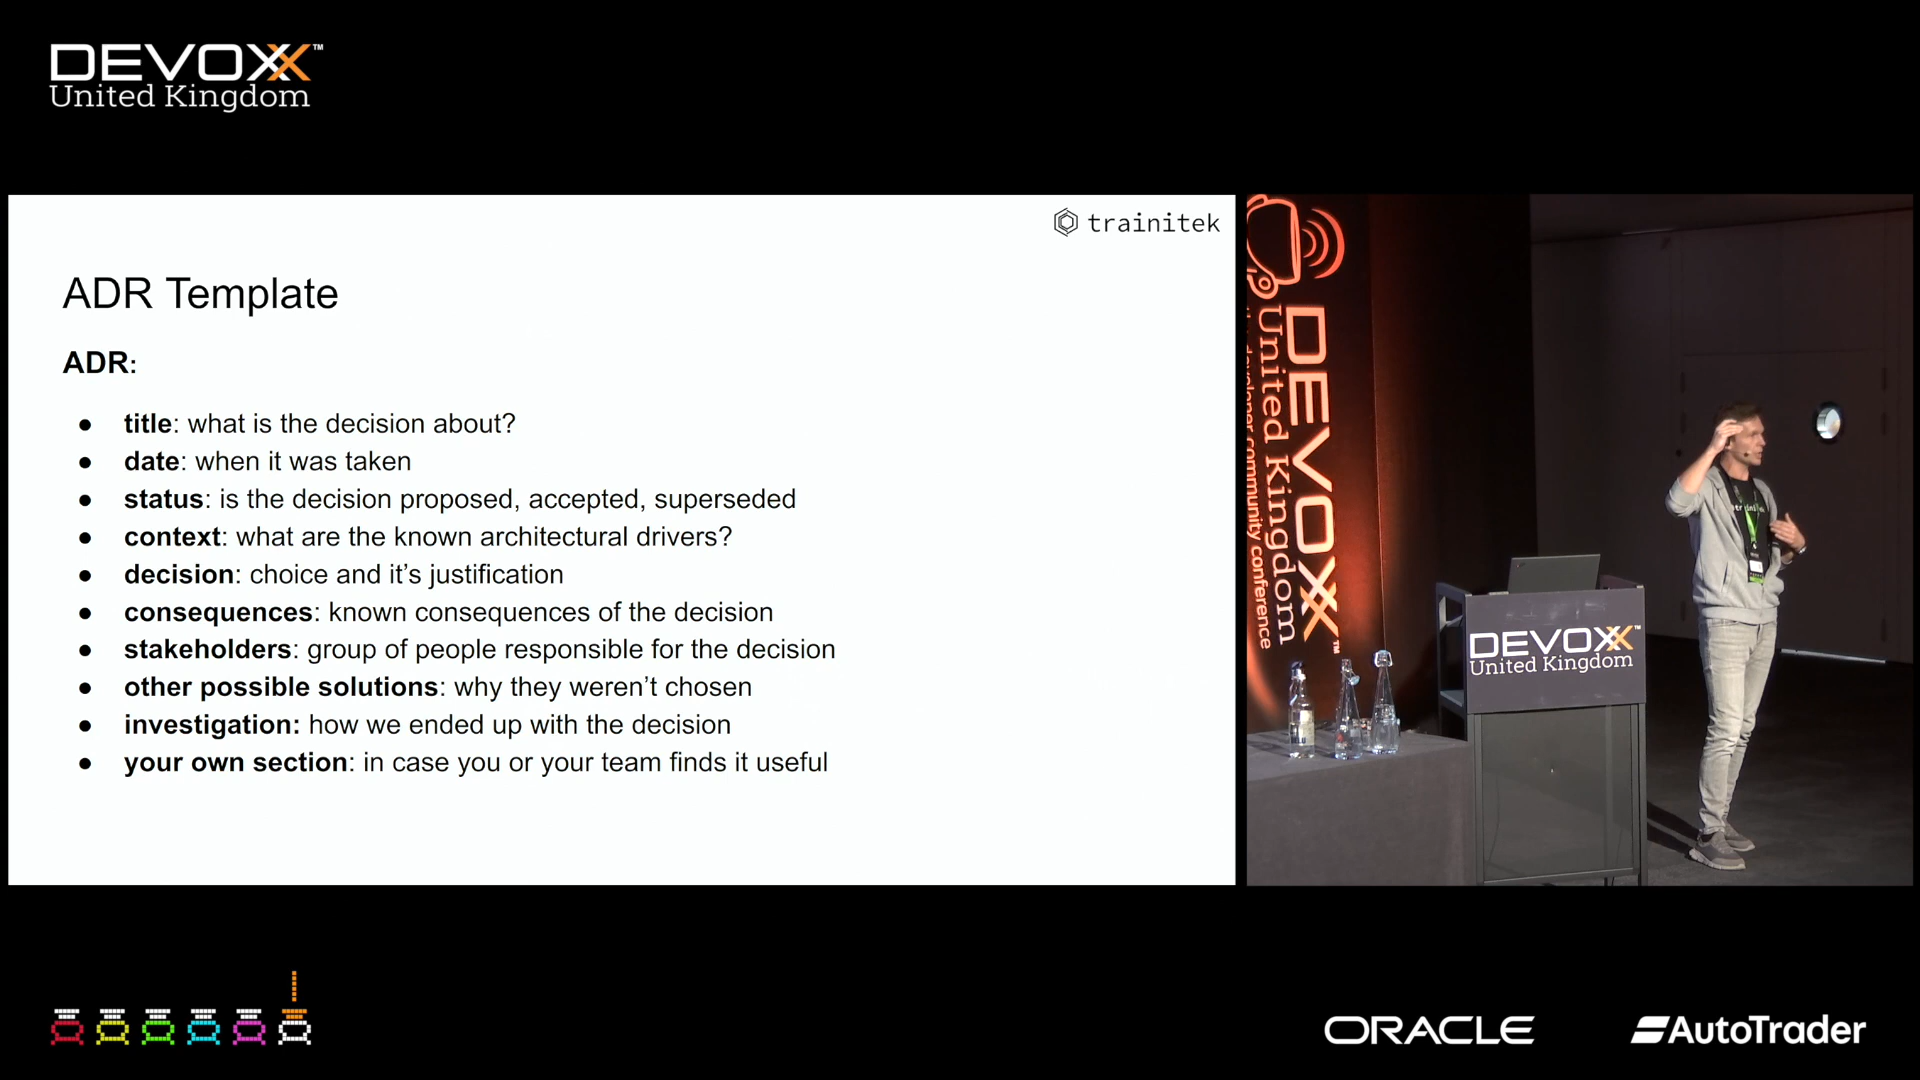 DEVOXX™
United Kingdom
trainitek
ADR Template
ADR:
● title: what is the decision about?
● date: when it was taken
● status: is the decision proposed, accepted, superseded
● context: what are the known architectural drivers?
● decision: choice and it's justification
● consequences: known consequences of the decision
● stakeholders: group of people responsible for the decision
● other possible solutions: why they weren't chosen
● investigation: how we ended up with the decision
● your own section: in case you or your team finds it useful
DEVOXX™
United Kingdom
developer community conference
DEVOXX™
United Kingdom
ORACLE
AutoTrader